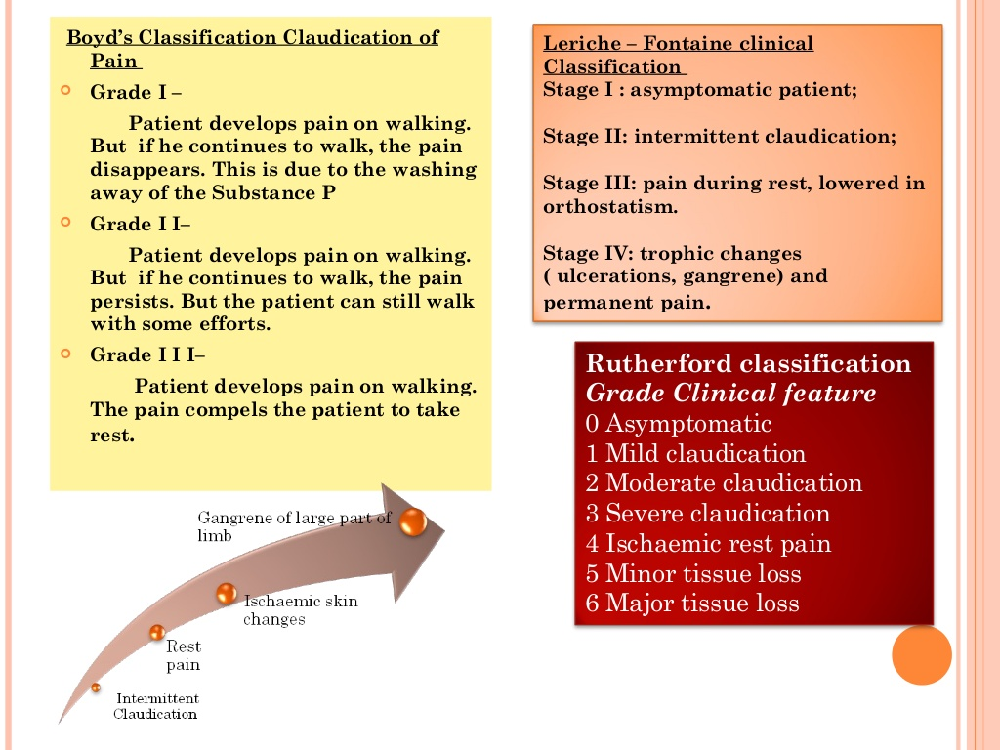 Boyd's Classification Claudication of
Pain
Grade I –
Patient develops pain on walking.
But if he continues to walk, the pain
disappears. This is due to the washing
away of the Substance P
Grade I I–
Patient develops pain on walking.
But if he continues to walk, the pain
persists. But the patient can still walk
with some efforts.
Grade I I I–
Patient develops pain on walking.
The pain compels the patient to take
rest.
Leriche – Fontaine clinical
Classification
Stage I : asymptomatic patient;
Stage II: intermittent claudication;
Stage III: pain during rest, lowered in
orthostatism.
Stage IV: trophic changes
( ulcerations, gangrene) and
permanent pain.
Rutherford classification
Grade Clinical feature
0 Asymptomatic
1 Mild claudication
2 Moderate claudication
3 Severe claudication
4 Ischaemic rest pain
5 Minor tissue loss
6 Major tissue loss
Gangrene of large part of
limb
Ischaemic skin
changes
Rest
pain
Intermittent
Claudication